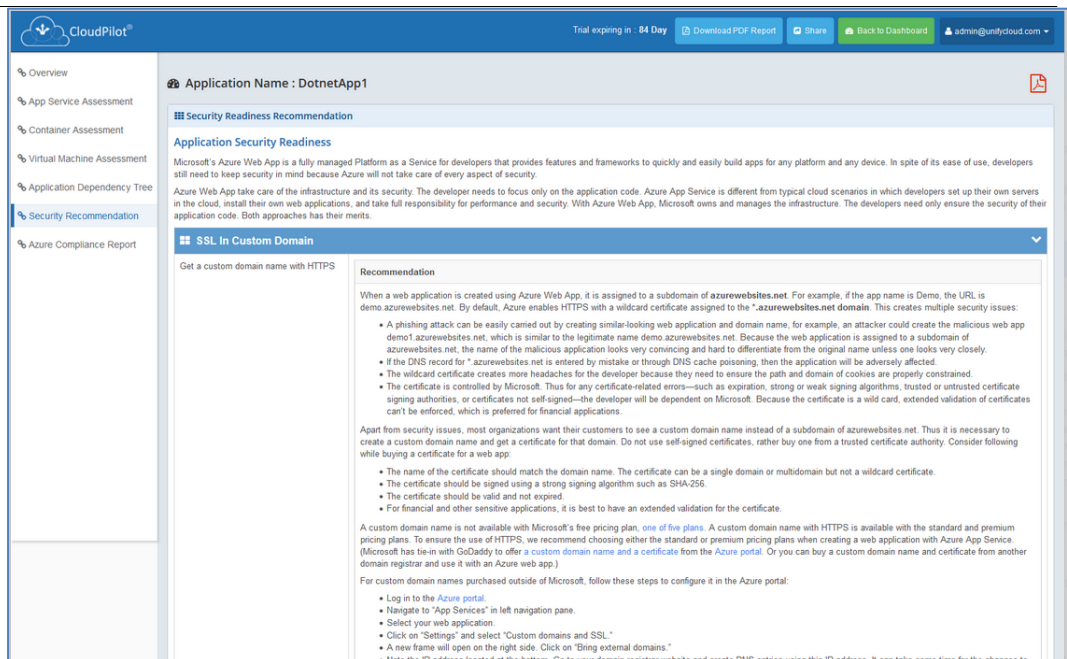 CloudPilot®
Trial expiring in : 84 Day
Download PDF Report
Share
Back to Dashboard
admin@unifycloud.com
Overview
App Service Assessment
Container Assessment
Virtual Machine Assessment
Application Dependency Tree
Security Recommendation
Azure Compliance Report
Application Name : DotnetApp1
Security Readiness Recommendation
Application Security Readiness
Microsoft's Azure Web App is a fully managed Platform as a Service for developers that provides features and frameworks to quickly and easily build apps for any platform and any device. In spite of its ease of use, developers
still need to keep security in mind because Azure will not take care of every aspect of security.
Azure Web App take care of the infrastructure and its security. The developer needs to focus only on the application code. Azure App Service is different from typical cloud scenarios in which developers set up their own servers
in the cloud, install their own web applications, and take full responsibility for performance and security. With Azure Web App, Microsoft owns and manages the infrastructure. The developers need only ensure the security of their
application code. Both approaches has their merits.
SSL In Custom Domain
Get a custom domain name with HTTPS
Recommendation
When a web application is created using Azure Web App, it is assigned to a subdomain of azurewebsites.net. For example, if the app name is Demo, the URL is
demo.azurewebsites.net. By default, Azure enables HTTPS with a wildcard certificate assigned to the *.azurewebsites.net domain. This creates multiple security issues:
• A phishing attack can be easily carried out by creating similar-looking web application and domain name, for example, an attacker could create the malicious web app
demo1.azurewebsites.net, which is similar to the legitimate name demo.azurewebsites.net. Because the web application is assigned to a subdomain of
azurewebsites.net, the name of the malicious application looks very convincing and hard to differentiate from the original name unless one looks very closely.
• If the DNS record for *.azurewebsites.net is entered by mistake or through DNS cache poisoning, then the application will be adversely affected.
• The wildcard certificate creates more headaches for the developer because they need to ensure the path and domain of cookies are properly constrained.
• The certificate is controlled by Microsoft. Thus for any certificate-related errors—such as expiration, strong or weak signing algorithms, trusted or untrusted certificate
signing authorities, or certificates not self-signed—the developer will be dependent on Microsoft. Because the certificate is a wild card, extended validation of certificates
can't be enforced, which is preferred for financial applications.
Apart from security issues, most organizations want their customers to see a custom domain name instead of a subdomain of azurewebsites.net. Thus it is necessary to
create a custom domain name and get a certificate for that domain. Do not use self-signed certificates, rather buy one from a trusted certificate authority. Consider following
while buying a certificate for a web app:
• The name of the certificate should match the domain name. The certificate can be a single domain or multidomain but not a wildcard certificate.
• The certificate should be signed using a strong signing algorithm such as SHA-256.
• The certificate should be valid and not expired.
• For financial and other sensitive applications, it is best to have an extended validation for the certificate.
A custom domain name is not available with Microsoft's free pricing plan, one of five plans. A custom domain name with HTTPS is available with the standard and premium
pricing plans. To ensure the use of HTTPS, we recommend choosing either the standard or premium pricing plans when creating a web application with Azure App Service.
(Microsoft has tie-in with GoDaddy to offer a custom domain name and a certificate from the Azure portal. Or you can buy a custom domain name and certificate from another
domain registrar and use it with an Azure web app.)
For custom domain names purchased outside of Microsoft, follow these steps to configure it in the Azure portal:
• Log in to the Azure portal.
• Navigate to "App Services" in left navigation pane.
• Select your web application.
• Click on "Settings" and select "Custom domains and SSL."
• A new frame will open on the right side. Click on "Bring external domains."
• Note the IP address located at the bottom. Go to your domain registrar website and create DNS entries using this IP address. It can take some time for the changes to